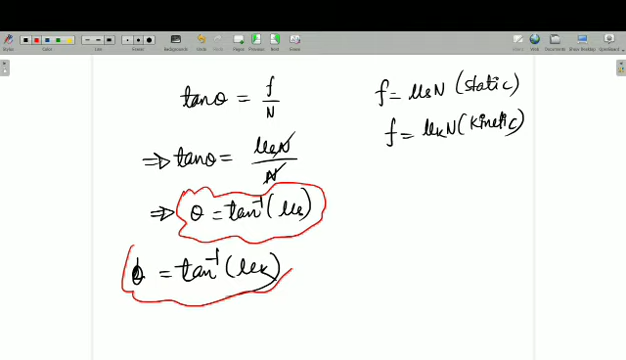 tanθ = f/N
f = μsN (static)
f = μkN (kinetic)
⇒ tanθ = μsN/N
⇒ θ = tan⁻¹(μs)
θ = tan⁻¹(μk)